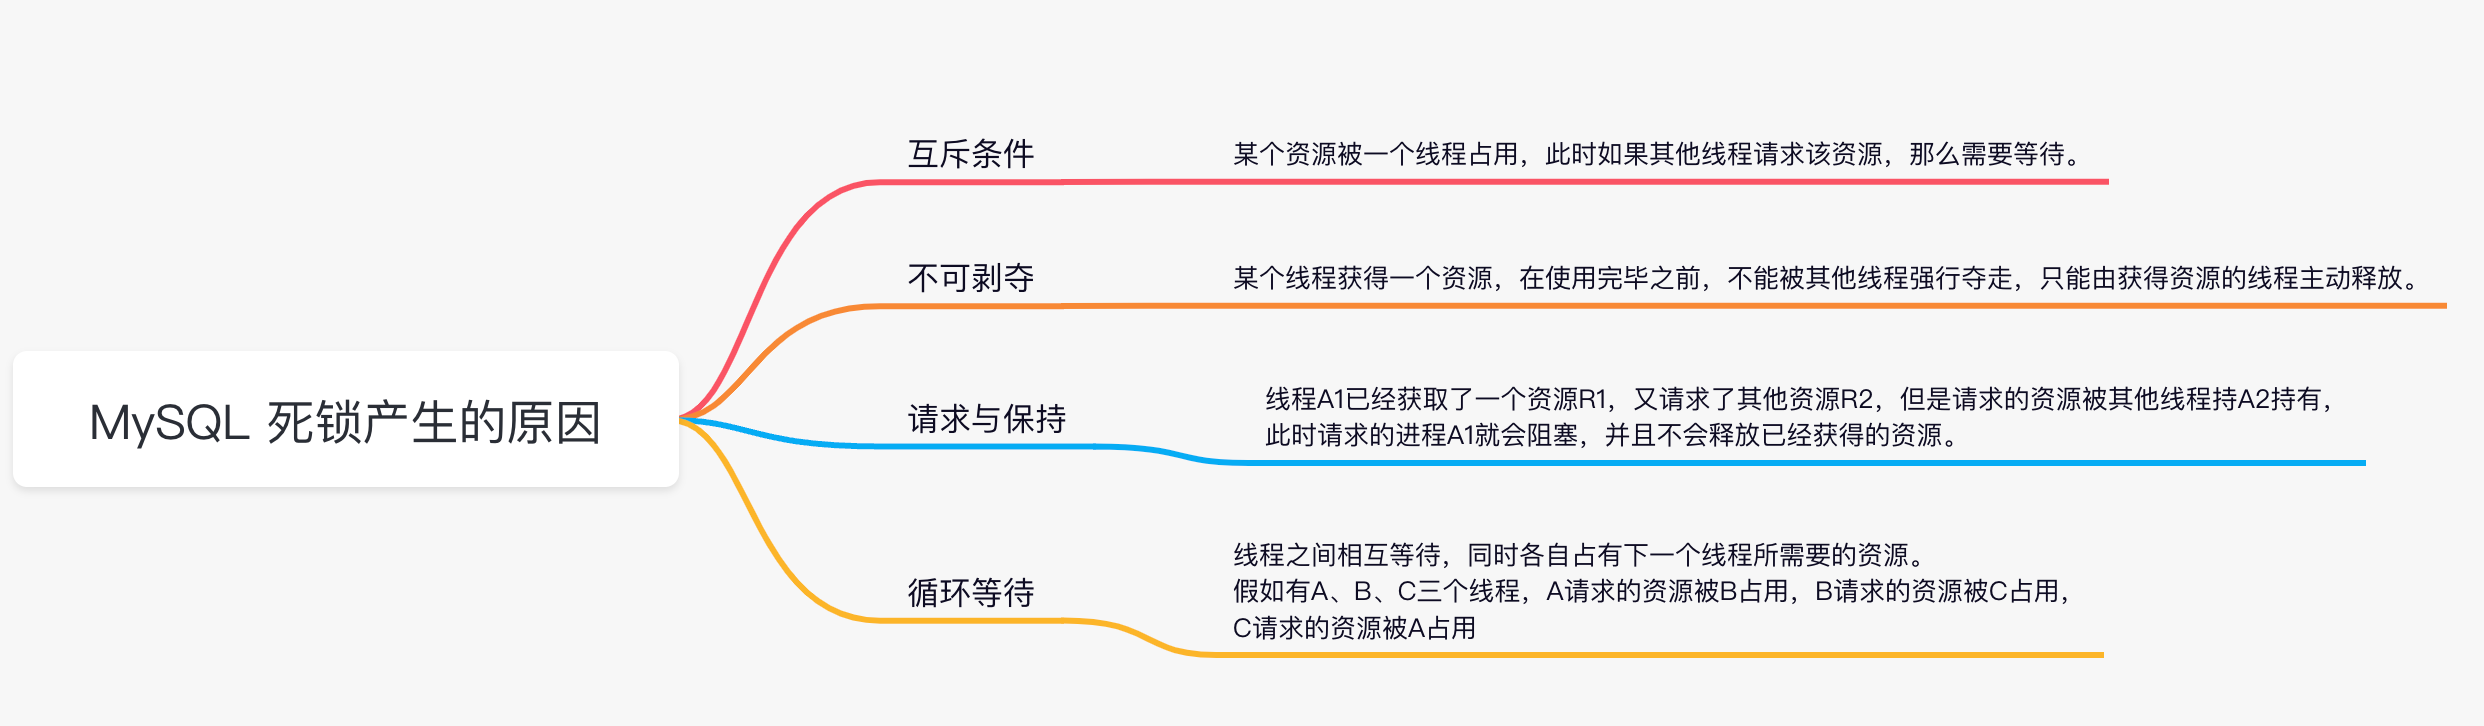 MySQL 死锁产生的原因
互斥条件
某个资源被一个线程占用，此时如果其他线程请求该资源，那么需要等待。
不可剥夺
某个线程获得一个资源，在使用完毕之前，不能被其他线程强行夺走，只能由获得资源的线程主动释放。
请求与保持
线程A1已经获取了一个资源R1，又请求了其他资源R2，但是请求的资源被其他线程持A2持有，
此时请求的进程A1就会阻塞，并且不会释放已经获得的资源。
循环等待
线程之间相互等待，同时各自占有下一个线程所需要的资源。
假如有A、B、C三个线程，A请求的资源被B占用，B请求的资源被C占用，
C请求的资源被A占用